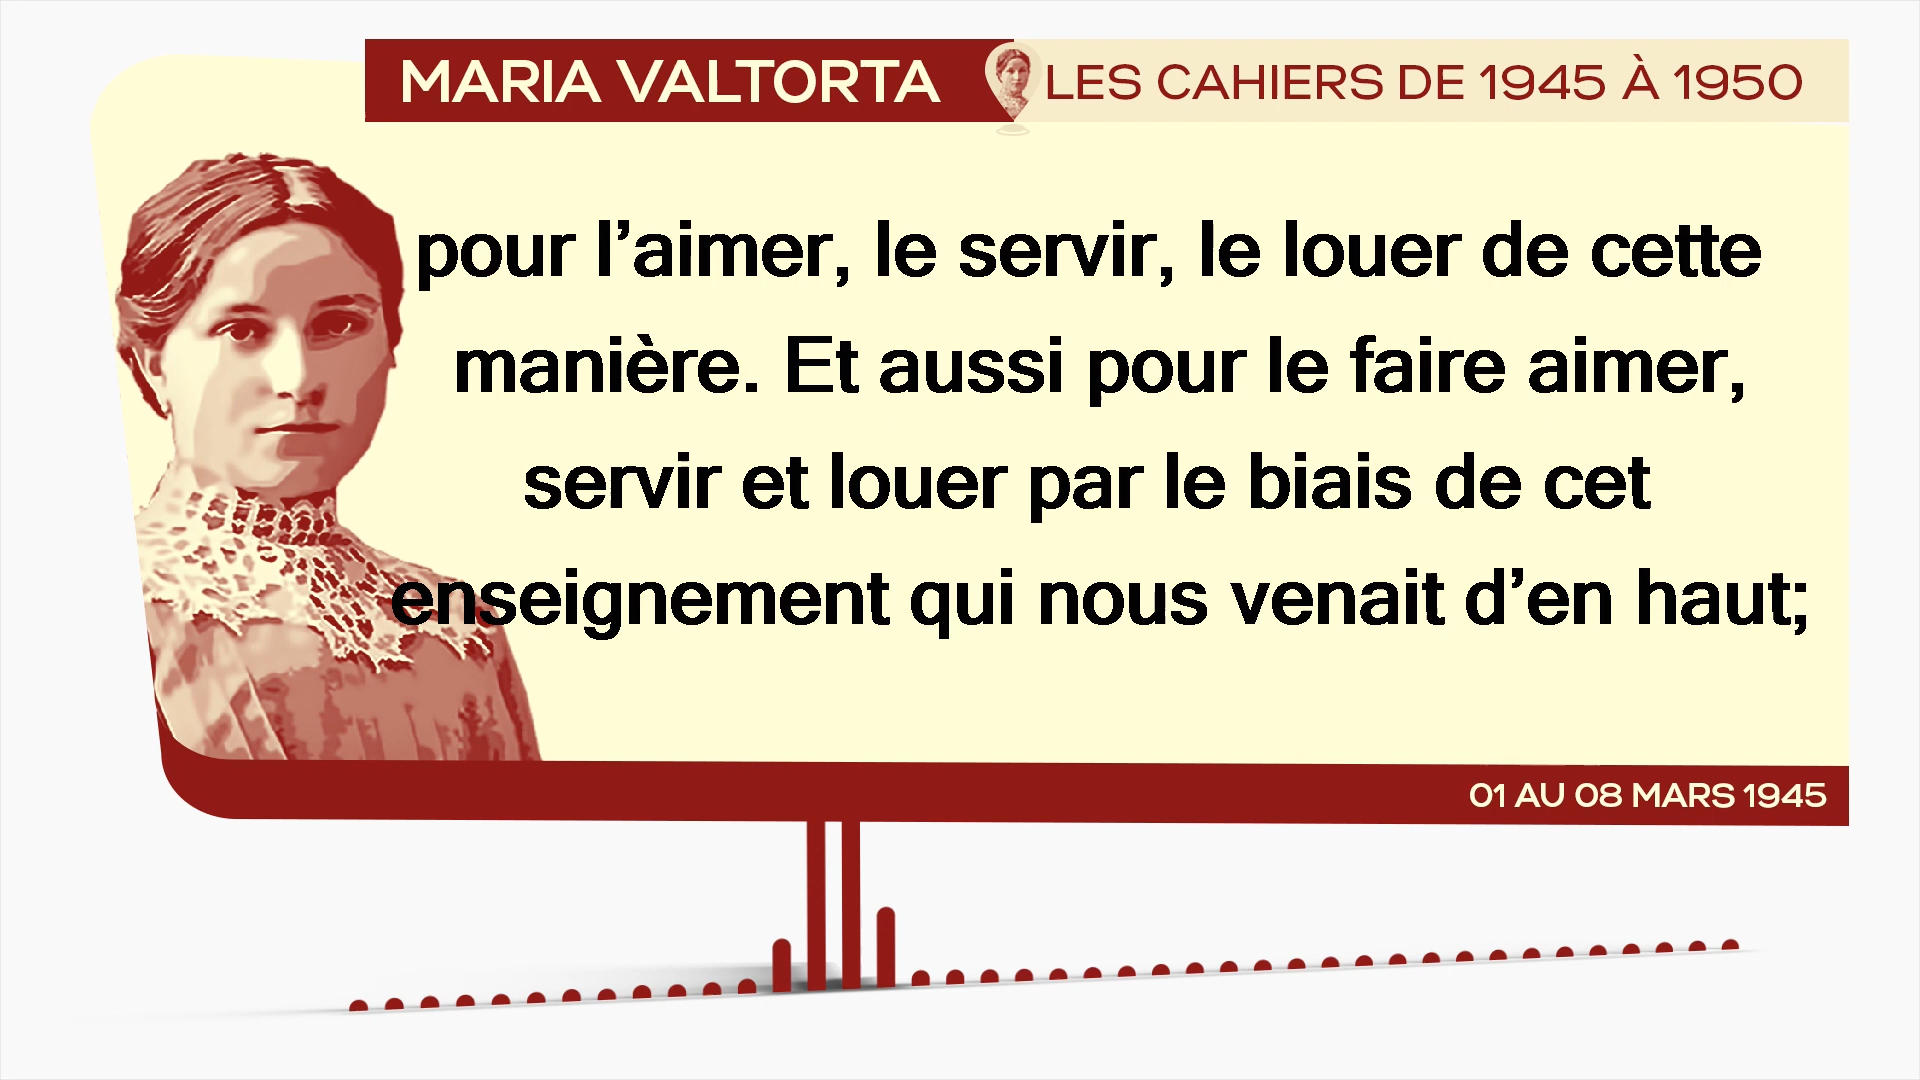 MARIA VALTORTA
LES CAHIERS DE 1945 À 1950
pour l’aimer, le servir, le louer de cette
manière. Et aussi pour le faire aimer,
servir et louer par le biais de cet
enseignement qui nous venait d’en haut;
01 AU 08 MARS 1945